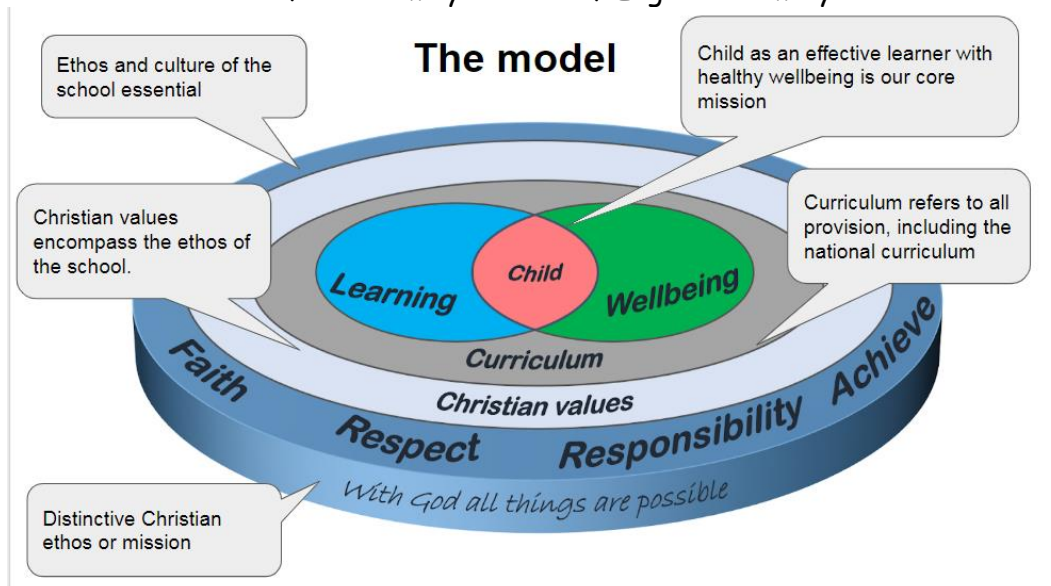 The model
Ethos and culture of the
school essential
Child as an effective learner with
healthy wellbeing is our core
mission
Christian values
encompass the ethos of
the school.
Curriculum refers to all
provision, including the
national curriculum
Learning
Child
Wellbeing
Curriculum
Christian values
Faith
Respect
Responsibility
Achieve
With God all things are possible
Distinctive Christian
ethos or mission